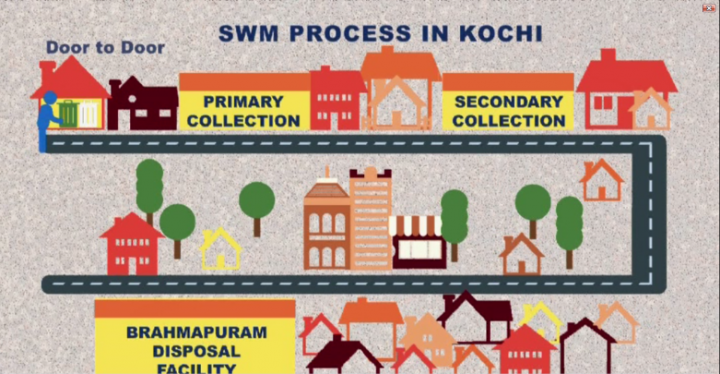 SWM PROCESS IN KOCHI
Door to Door
PRIMARY
COLLECTION
SECONDARY
COLLECTION
BRAHMAPURAM
DISPOSAL
FACILITY